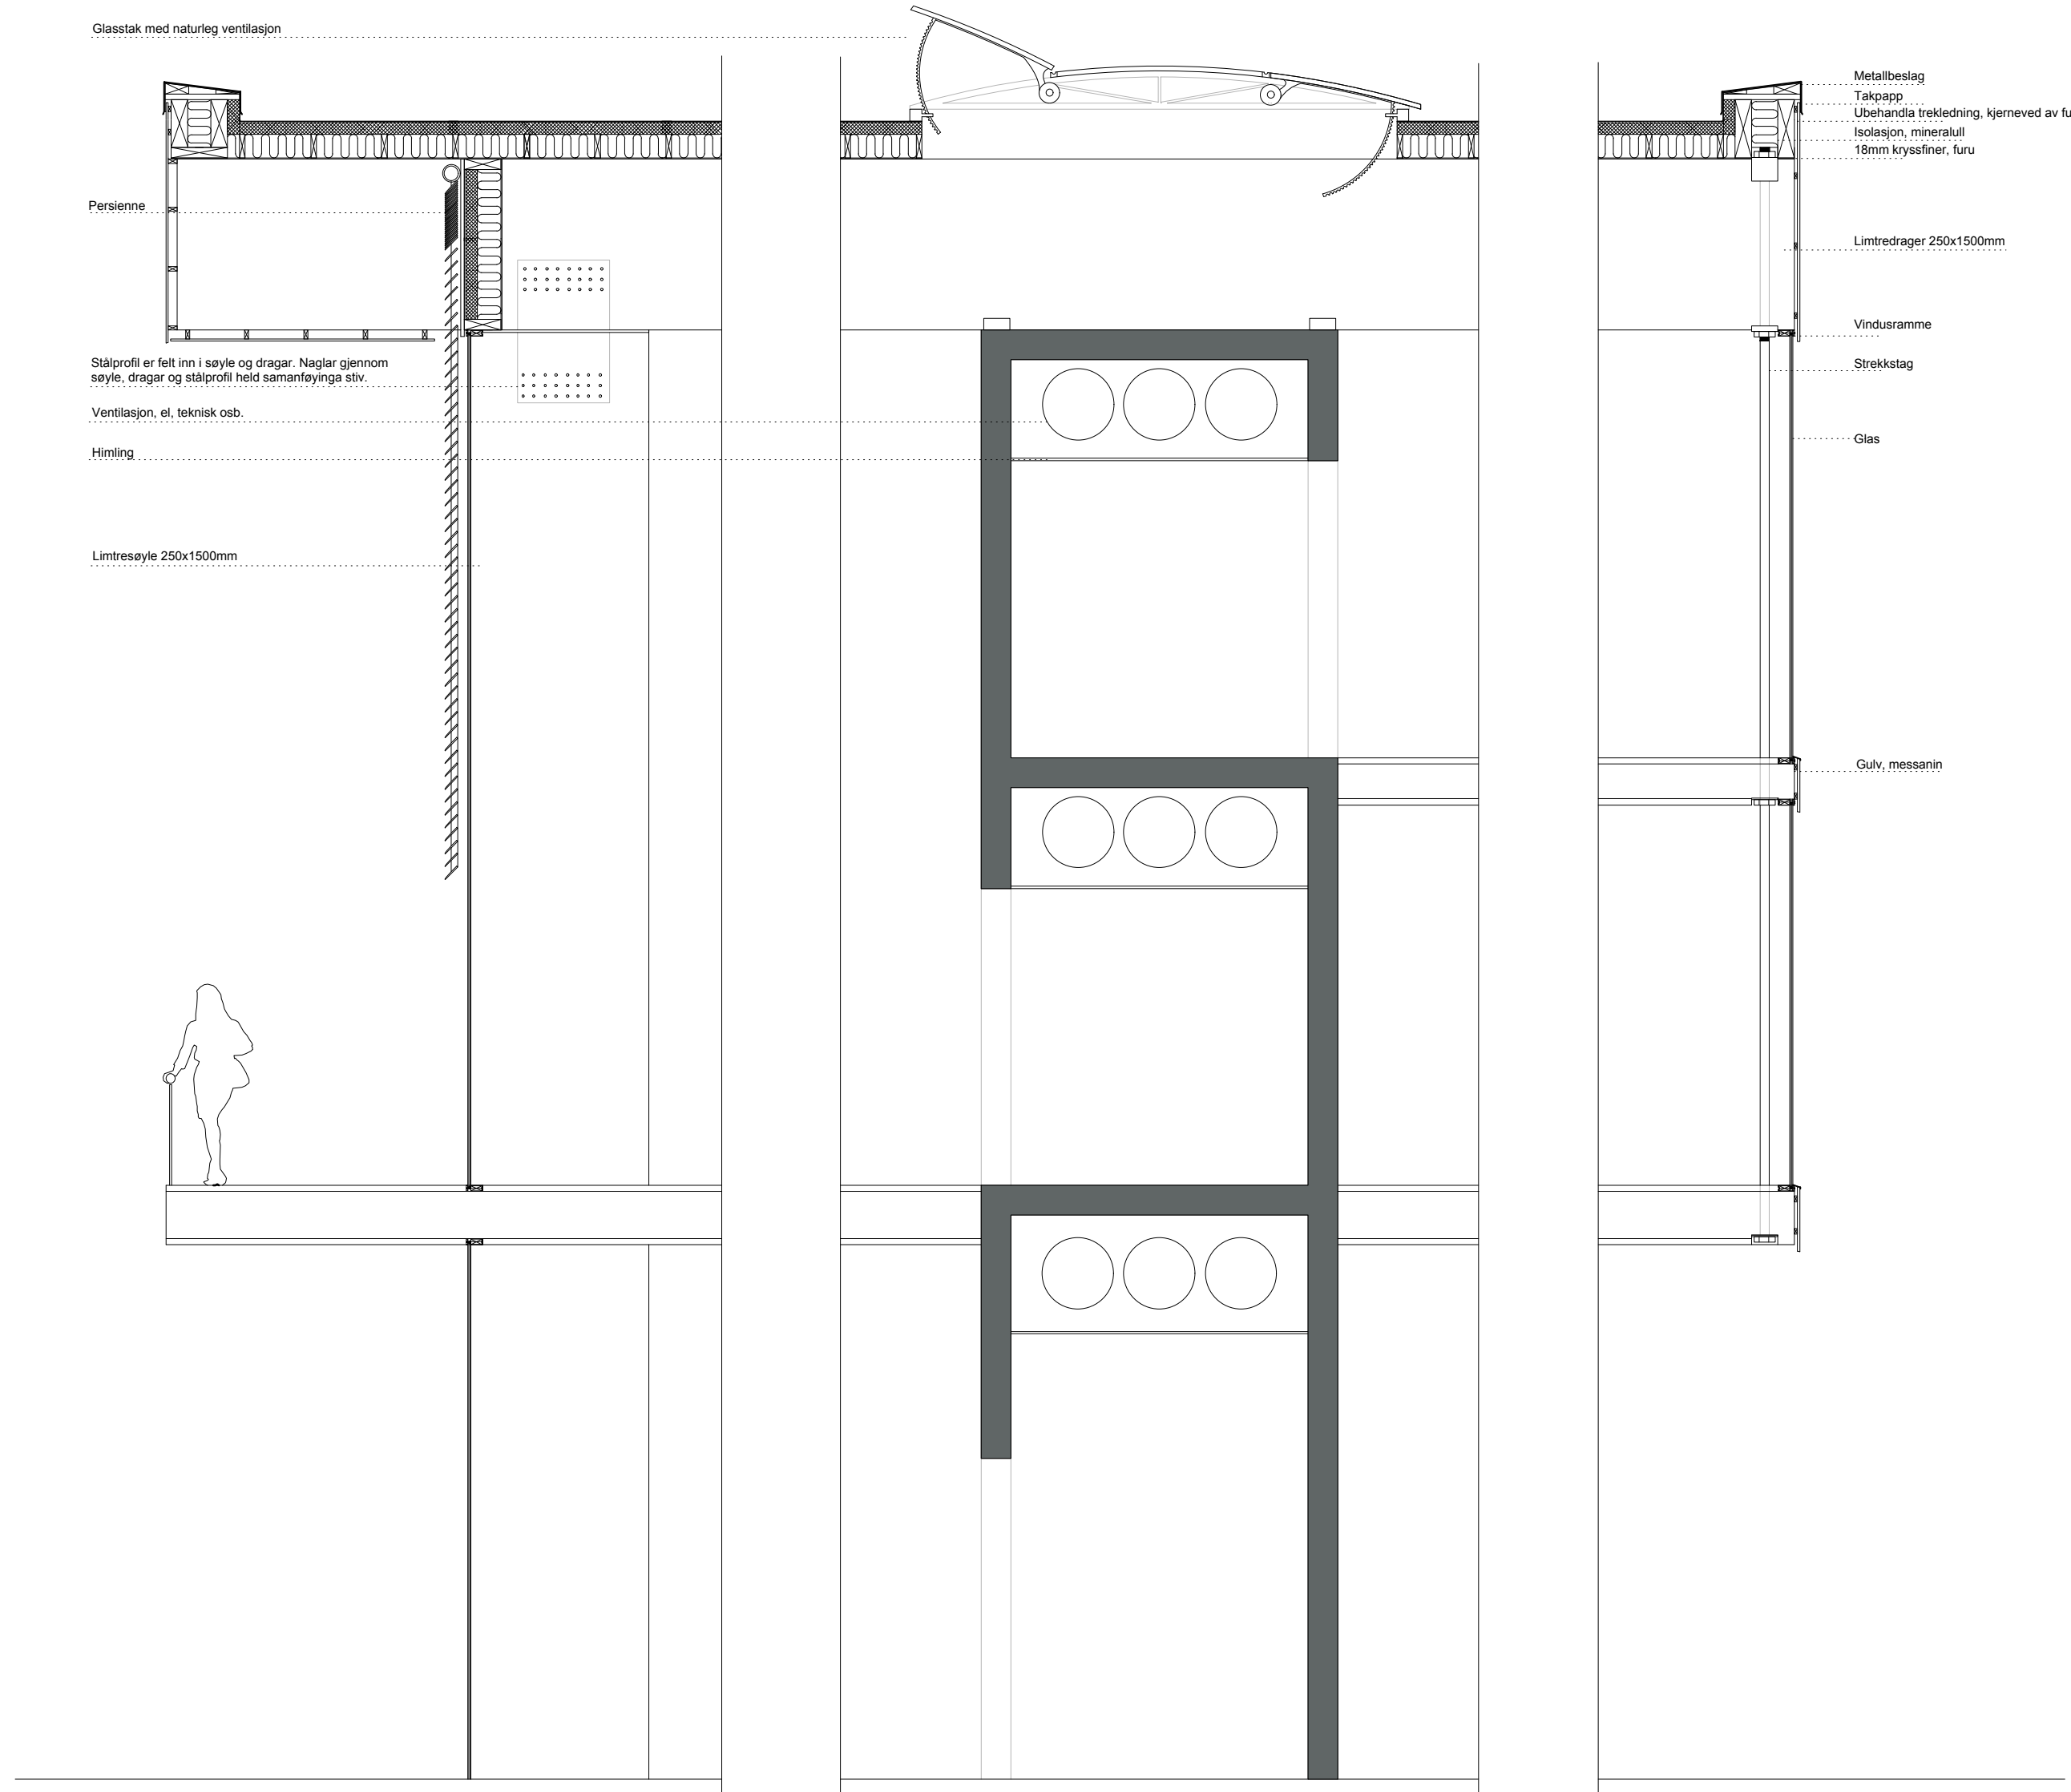 Glasstak med naturleg ventilasjon
Persienne
Stålprofil er felt inn i søyle og dragar. Naglar gjennom
søyle, dragar og stålprofil held samanføyinga stiv.
Ventilasjon, el, teknisk osb.
Himling
Limtresøyle 250x1500mm
Metallbeslag
Takpapp
Ubehandla trekledning, kjerneved av fu
Isolasjon, mineralull
18mm kryssfiner, furu
Limtredrager 250x1500mm
Vindusramme
Strekkstag
Glas
Gulv, messanin